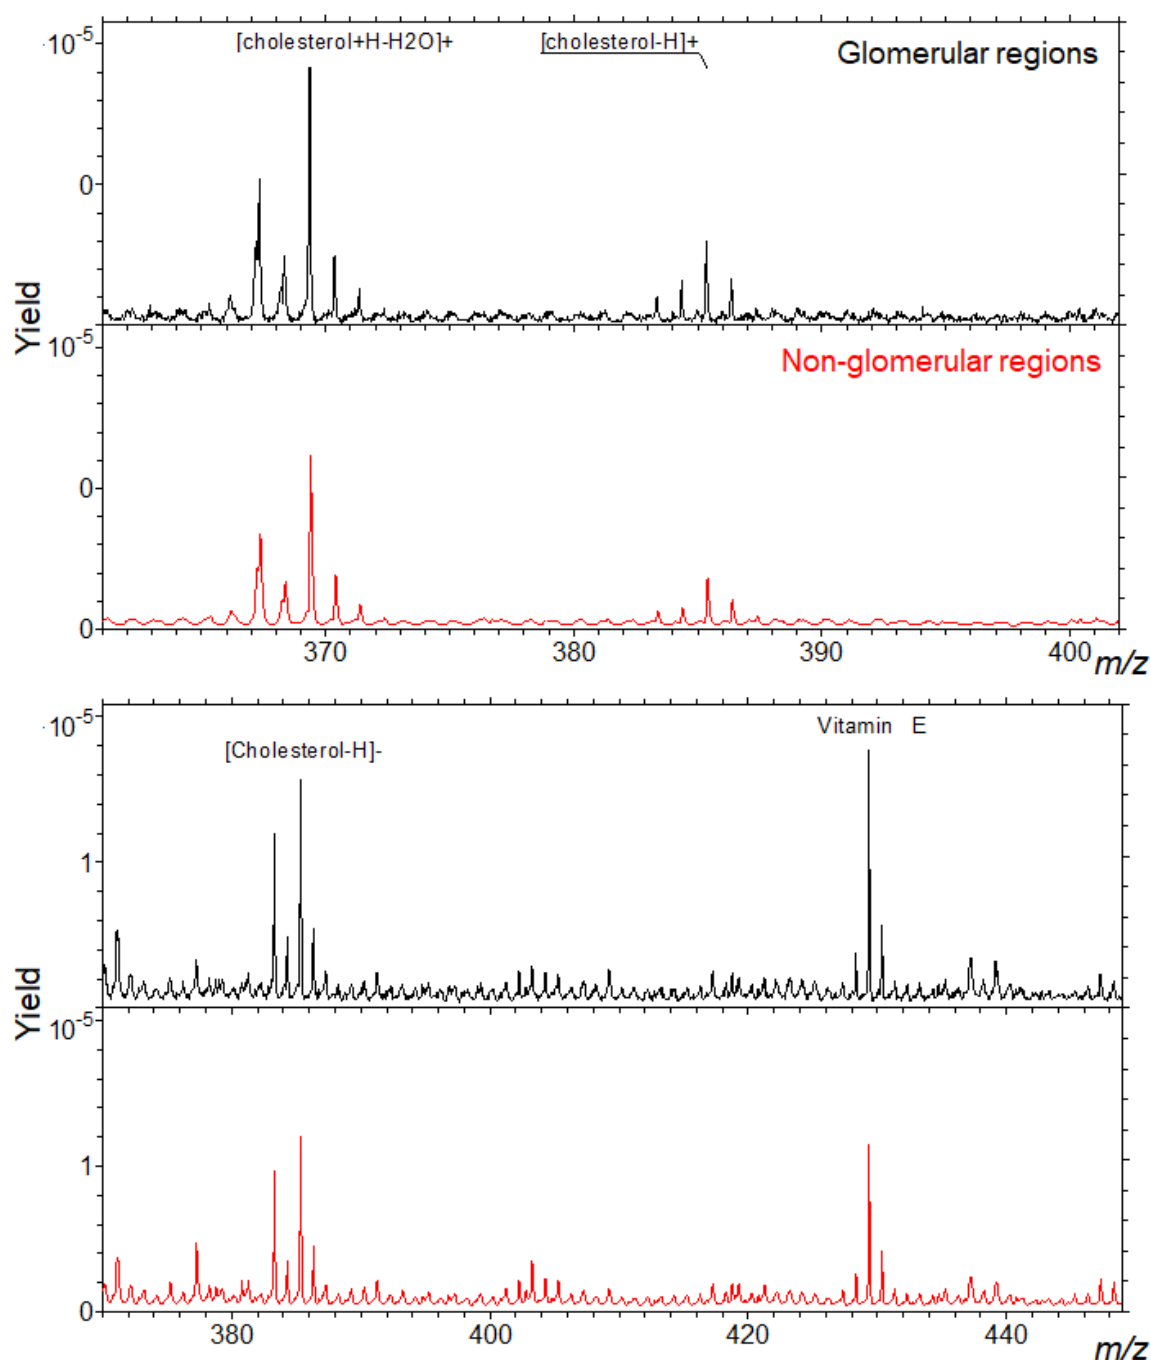 ·10-5
[cholesterol+H-H2O]+ [cholesterol-H]+
Glomerular regions
0
Yield
10-5
Non-glomerular regions
0
0
370 380 390 400 m/z
·10-5
[Cholesterol-H]-
Vitamin E
1
Yield
10-5
1
0
380 400 420 440 m/z